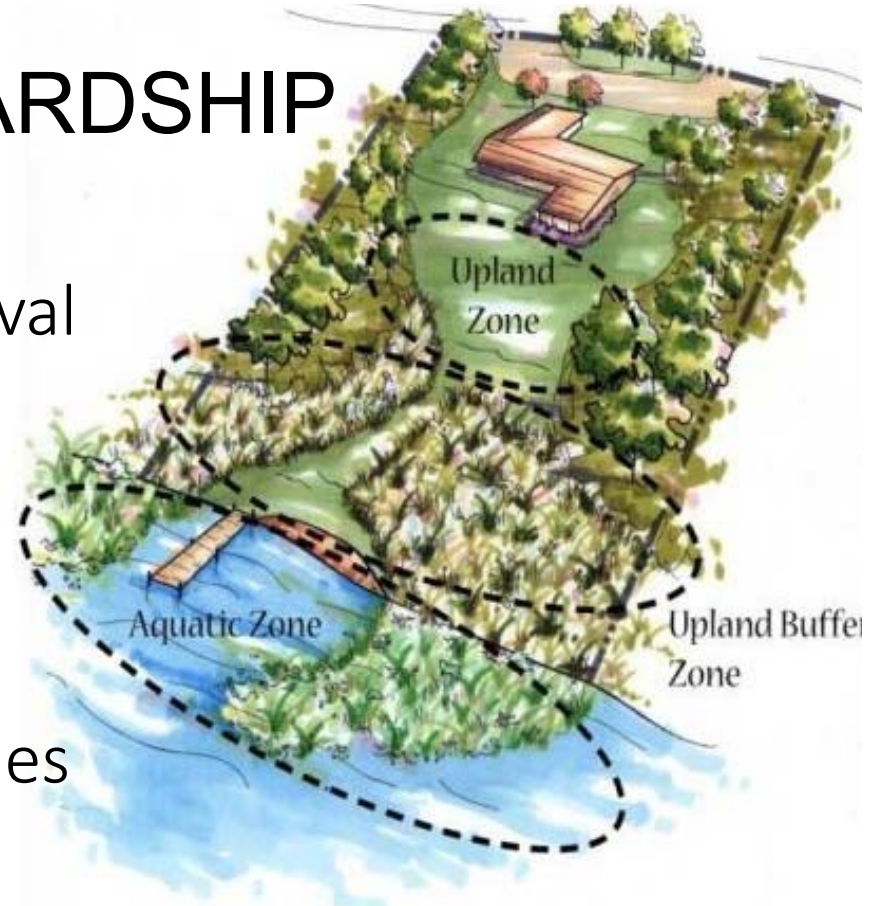 ARDSHIP
val
Upland
Zone
Aquatic Zone
Upland Buffer
Zone
es